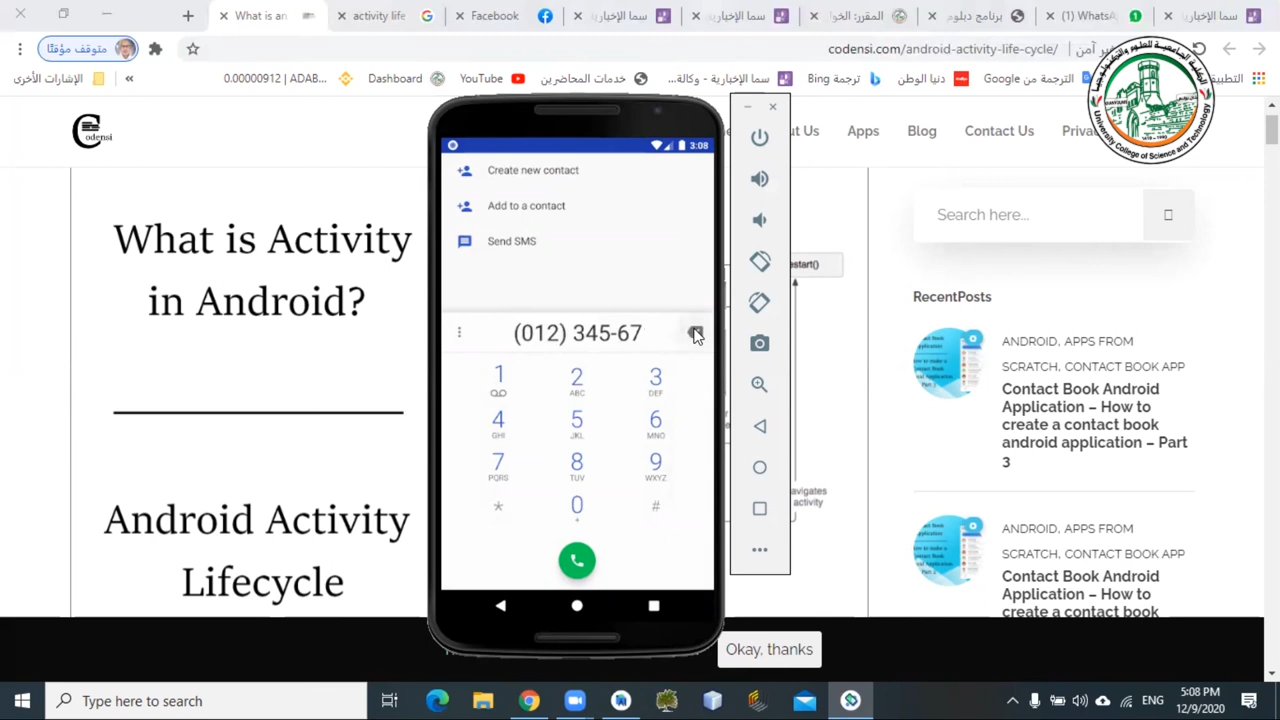 What is an
activity life
Facebook
سما الإخبارية
المقرر: الخو
برنامج دبلوم
(1) WhatsA
سما الإخبارية
متوقف مؤقتًا
codensi.com/android-activity-life-cycle/
الإشارات الأخرى
0.00000912 | ADAB...
Dashboard
YouTube
خدمات المحاضرين
سما الإخبارية - وكالة...
ترجمة Bing
دنيا الوطن
الترجمة من Google
Codensi
out Us
Apps
Blog
Contact Us
University College of Science and Technology
What is Activity
in Android?
Android Activity
Lifecycle
3:08
Create new contact
Add to a contact
Send SMS
(012) 345-67
1
2 ABC
3 DEF
4 GHI
5 JKL
6 MNO
7 PQRS
8 TUV
9 WXYZ
*
0 +
#
estart()
avigates
activity
Search here...
RecentPosts
ANDROID, APPS FROM
SCRATCH, CONTACT BOOK APP
Contact Book Android
Application – How to
create a contact book
android application – Part
3
ANDROID, APPS FROM
SCRATCH, CONTACT BOOK APP
Contact Book Android
Application – How to
create a contact book
Okay, thanks
Type here to search
ENG
5:08 PM
12/9/2020